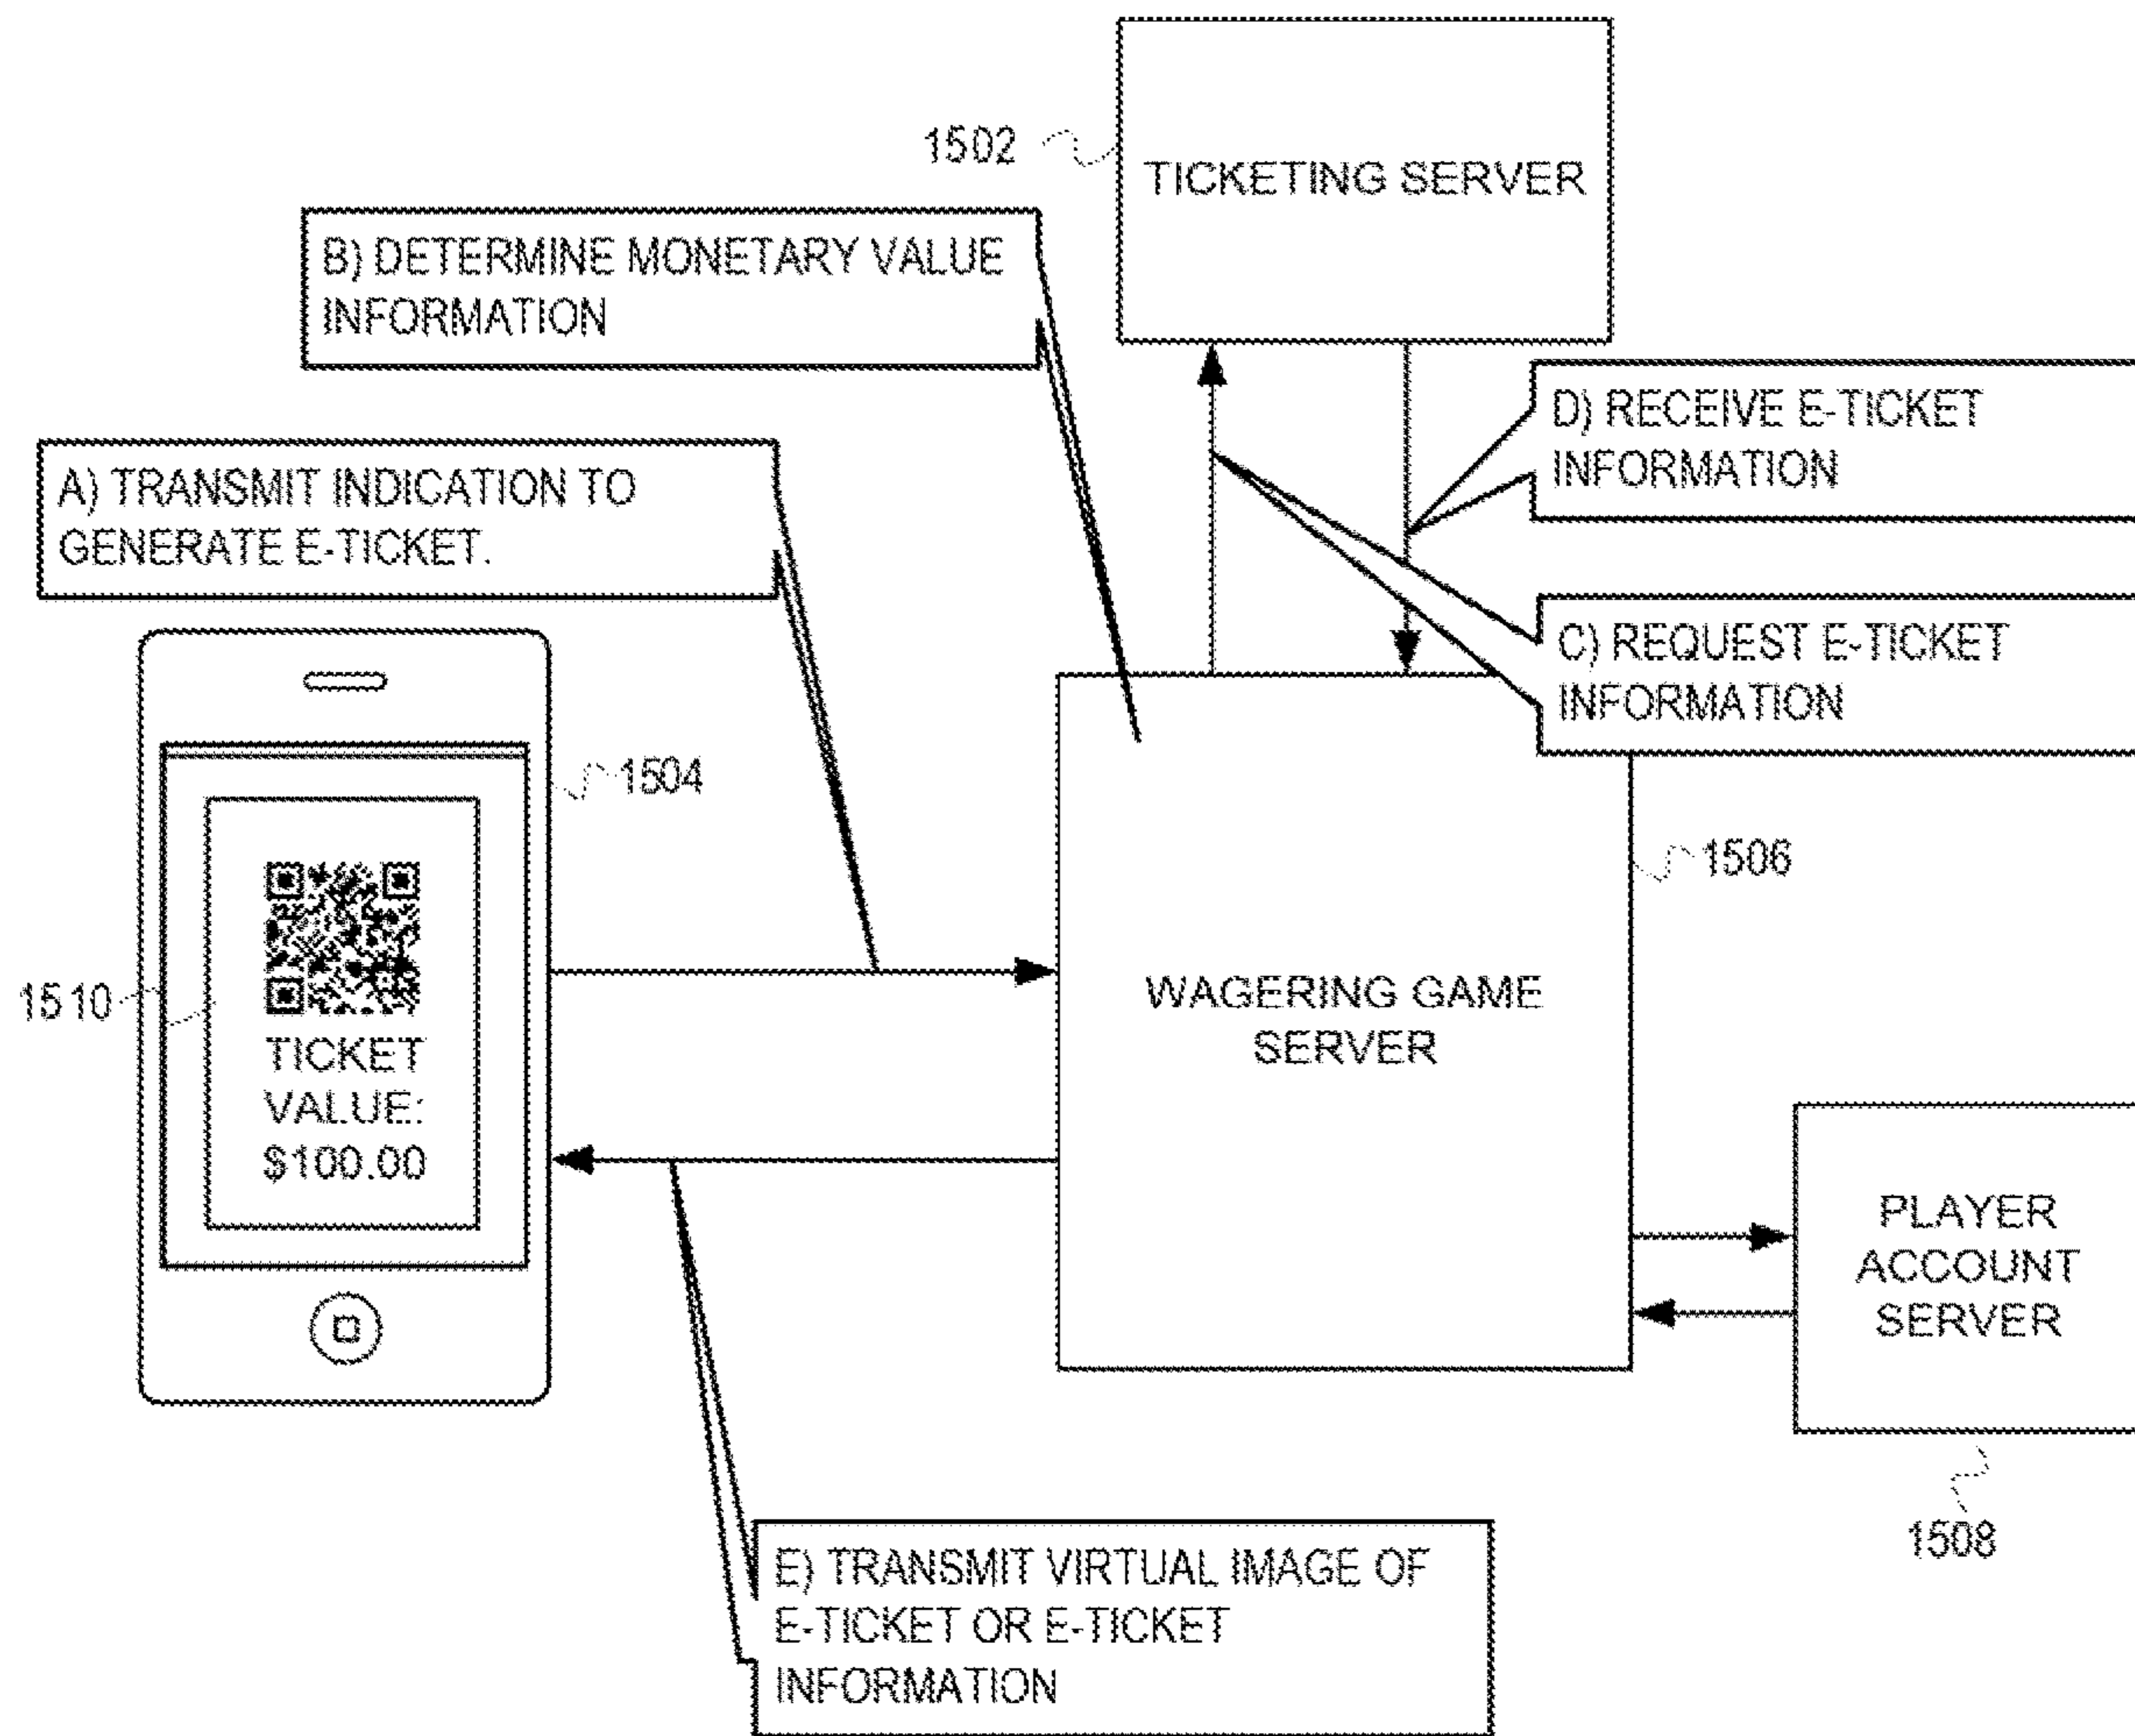 1502
TICKETING SERVER
B) DETERMINE MONETARY VALUE
INFORMATION
D) RECEIVE E-TICKET
INFORMATION
A) TRANSMIT INDICATION TO
GENERATE E-TICKET.
C) REQUEST E-TICKET
INFORMATION
1504
1506
1510
TICKET
VALUE:
$100.00
WAGERING GAME
SERVER
PLAYER
ACCOUNT
SERVER
1508
E) TRANSMIT VIRTUAL IMAGE OF
E-TICKET OR E-TICKET
INFORMATION